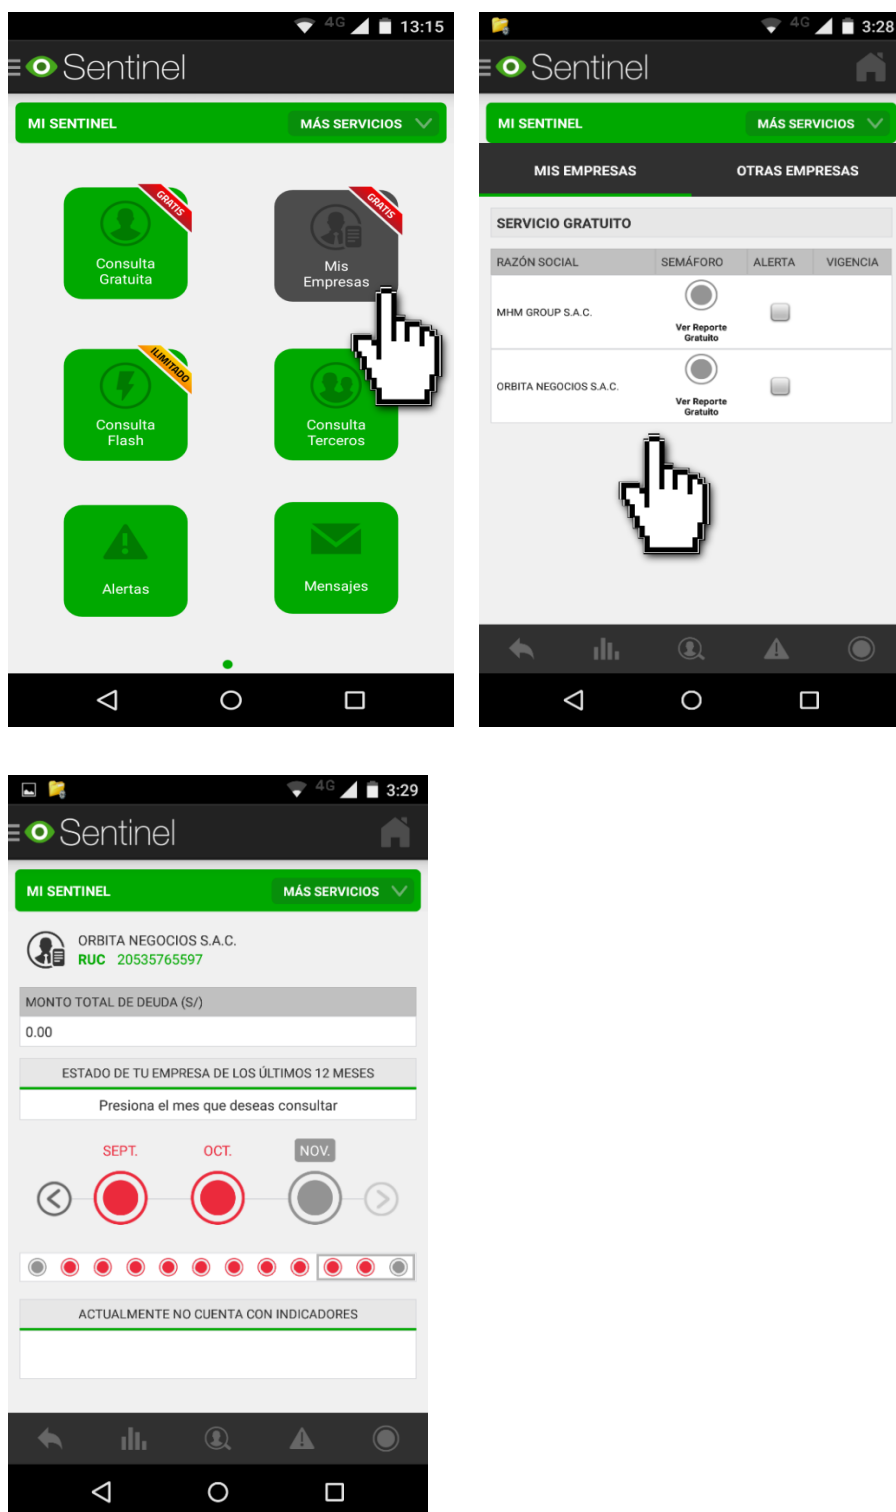 4G 13:15
Sentinel
MI SENTINEL MÁS SERVICIOS
GRATIS
Consulta
Gratuita
GRATIS
Mis
Empresas
ILIMITADO
Consulta
Flash
Consulta
Terceros
Alertas
Mensajes
4G 3:28
Sentinel
MI SENTINEL MÁS SERVICIOS
MIS EMPRESAS OTRAS EMPRESAS
SERVICIO GRATUITO
RAZÓN SOCIAL SEMÁFORO ALERTA VIGENCIA
MHM GROUP S.A.C.
Ver Reporte
Gratuito
ORBITA NEGOCIOS S.A.C.
Ver Reporte
Gratuito
4G 3:29
Sentinel
MI SENTINEL MÁS SERVICIOS
ORBITA NEGOCIOS S.A.C.
RUC 20535765597
MONTO TOTAL DE DEUDA (S/)
0.00
ESTADO DE TU EMPRESA DE LOS ÚLTIMOS 12 MESES
Presiona el mes que deseas consultar
SEPT. OCT. NOV.
ACTUALMENTE NO CUENTA CON INDICADORES